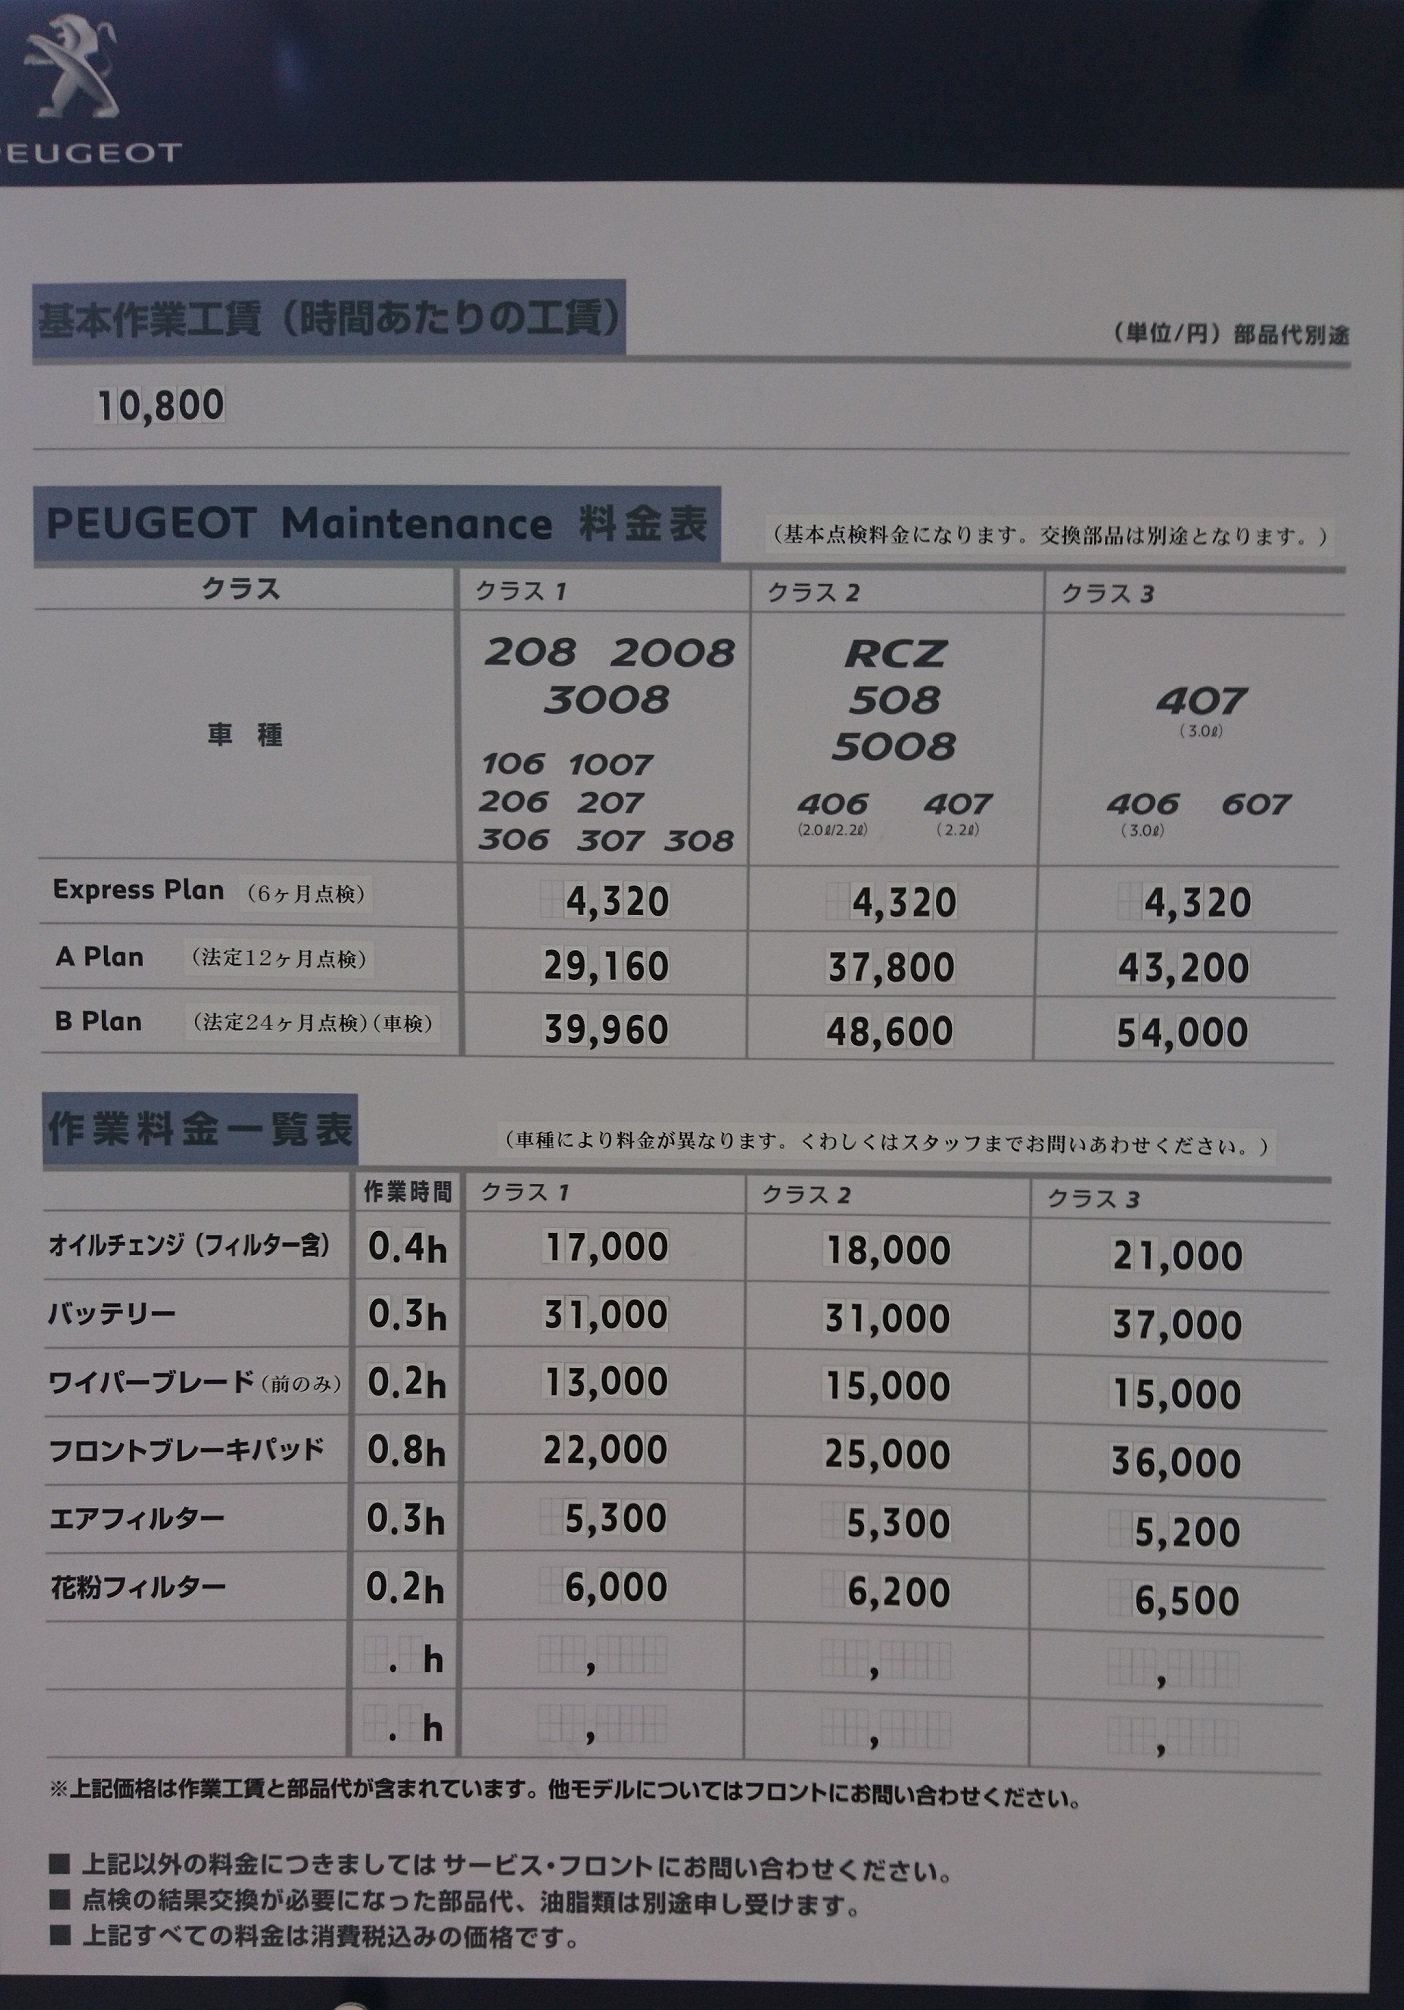 PEUGEOT
基本作業工賃（時間あたりの工賃）
（単位/円）部品代別途
10,800
PEUGEOT Maintenance 料金表 （基本点検料金になります。交換部品は別途となります。）
クラス クラス 1 クラス 2 クラス 3
車 種
208 2008
3008
106 1007
206 207
306 307 308
RCZ
508
5008
406 407
(2.0ℓ/2.2ℓ) (2.2ℓ)
407
(3.0ℓ)
406 607
(3.0ℓ)
Express Plan （6ヶ月点検） 4,320 4,320 4,320
A Plan （法定12ヶ月点検） 29,160 37,800 43,200
B Plan （法定24ヶ月点検）（車検） 39,960 48,600 54,000
作業料金一覧表 （車種により料金が異なります。くわしくはスタッフまでお問いあわせください。）
作業時間 クラス 1 クラス 2 クラス 3
オイルチェンジ（フィルター含） 0.4h 17,000 18,000 21,000
バッテリー 0.3h 31,000 31,000 37,000
ワイパーブレード（前のみ） 0.2h 13,000 15,000 15,000
フロントブレーキパッド 0.8h 22,000 25,000 36,000
エアフィルター 0.3h 5,300 5,300 5,200
花粉フィルター 0.2h 6,000 6,200 6,500
. h , , ,
. h , , ,
※上記価格は作業工賃と部品代が含まれています。他モデルについてはフロントにお問い合わせください。
■ 上記以外の料金につきましてはサービス・フロントにお問い合わせください。
■ 点検の結果交換が必要になった部品代、油脂類は別途申し受けます。
■ 上記すべての料金は消費税込みの価格です。